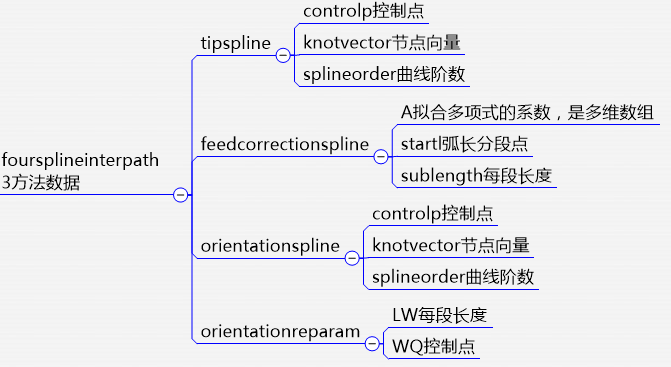 foursplineinterpath
3方法数据
tipspline
controlp控制点
knotvector节点向量
splineorder曲线阶数
feedcorrectionspline
A拟合多项式的系数，是多维数组
startl弧长分段点
sublength每段长度
orientationspline
controlp控制点
knotvector节点向量
splineorder曲线阶数
orientationreparam
LW每段长度
WQ控制点